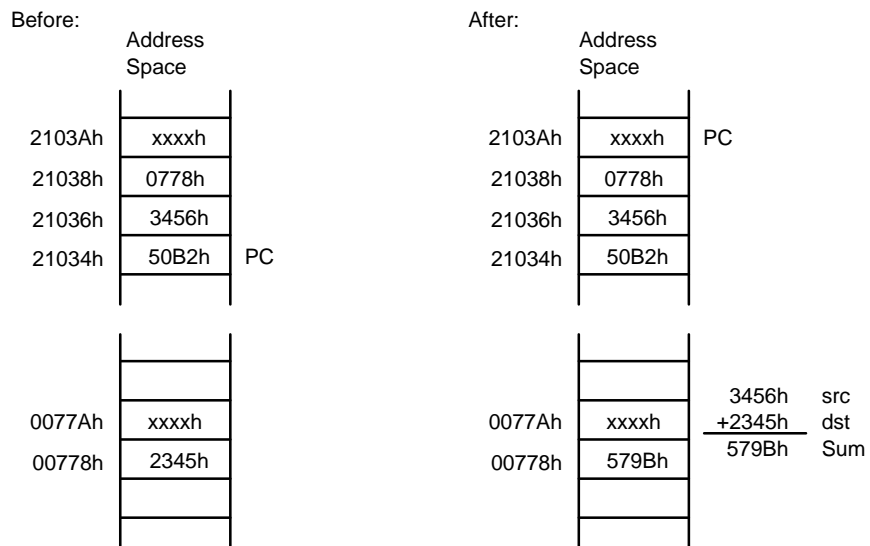 Before:
Address
Space
2103Ah xxxxh
21038h 0778h
21036h 3456h
21034h 50B2h PC
0077Ah xxxxh
00778h 2345h
After:
Address
Space
2103Ah xxxxh PC
21038h 0778h
21036h 3456h
21034h 50B2h
3456h src
0077Ah xxxxh +2345h dst
00778h 579Bh 579Bh Sum